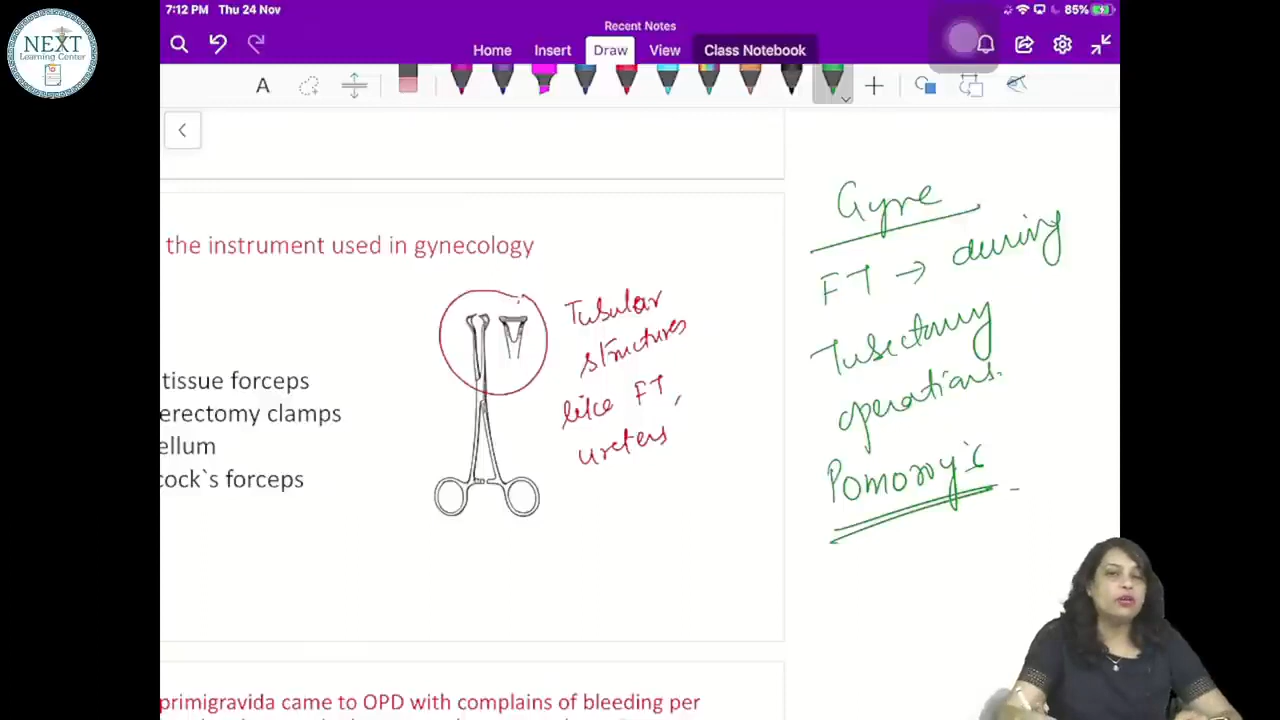 7:12 PM Thu 24 Nov
85%
NEXT
Learning Center
Recent Notes
Home Insert Draw View Class Notebook
A
the instrument used in gynecology
tissue forceps
erectomy clamps
ellum
cock`s forceps
Tubular
structures
like FT,
ureters
Gyne
FT → during
Tubectomy
operations.
Pomoroy's
primigravida came to OPD with complains of bleeding per